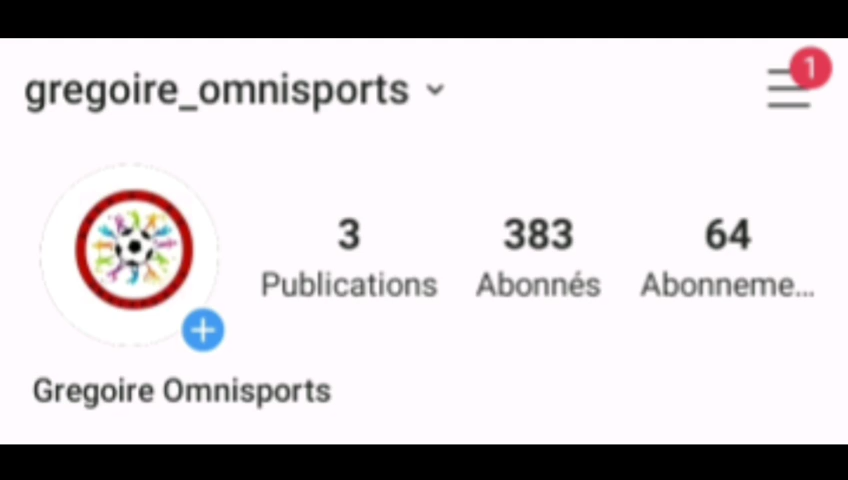 gregoire_omnisports
1
3 383 64
Publications Abonnés Abonneme...
Gregoire Omnisports